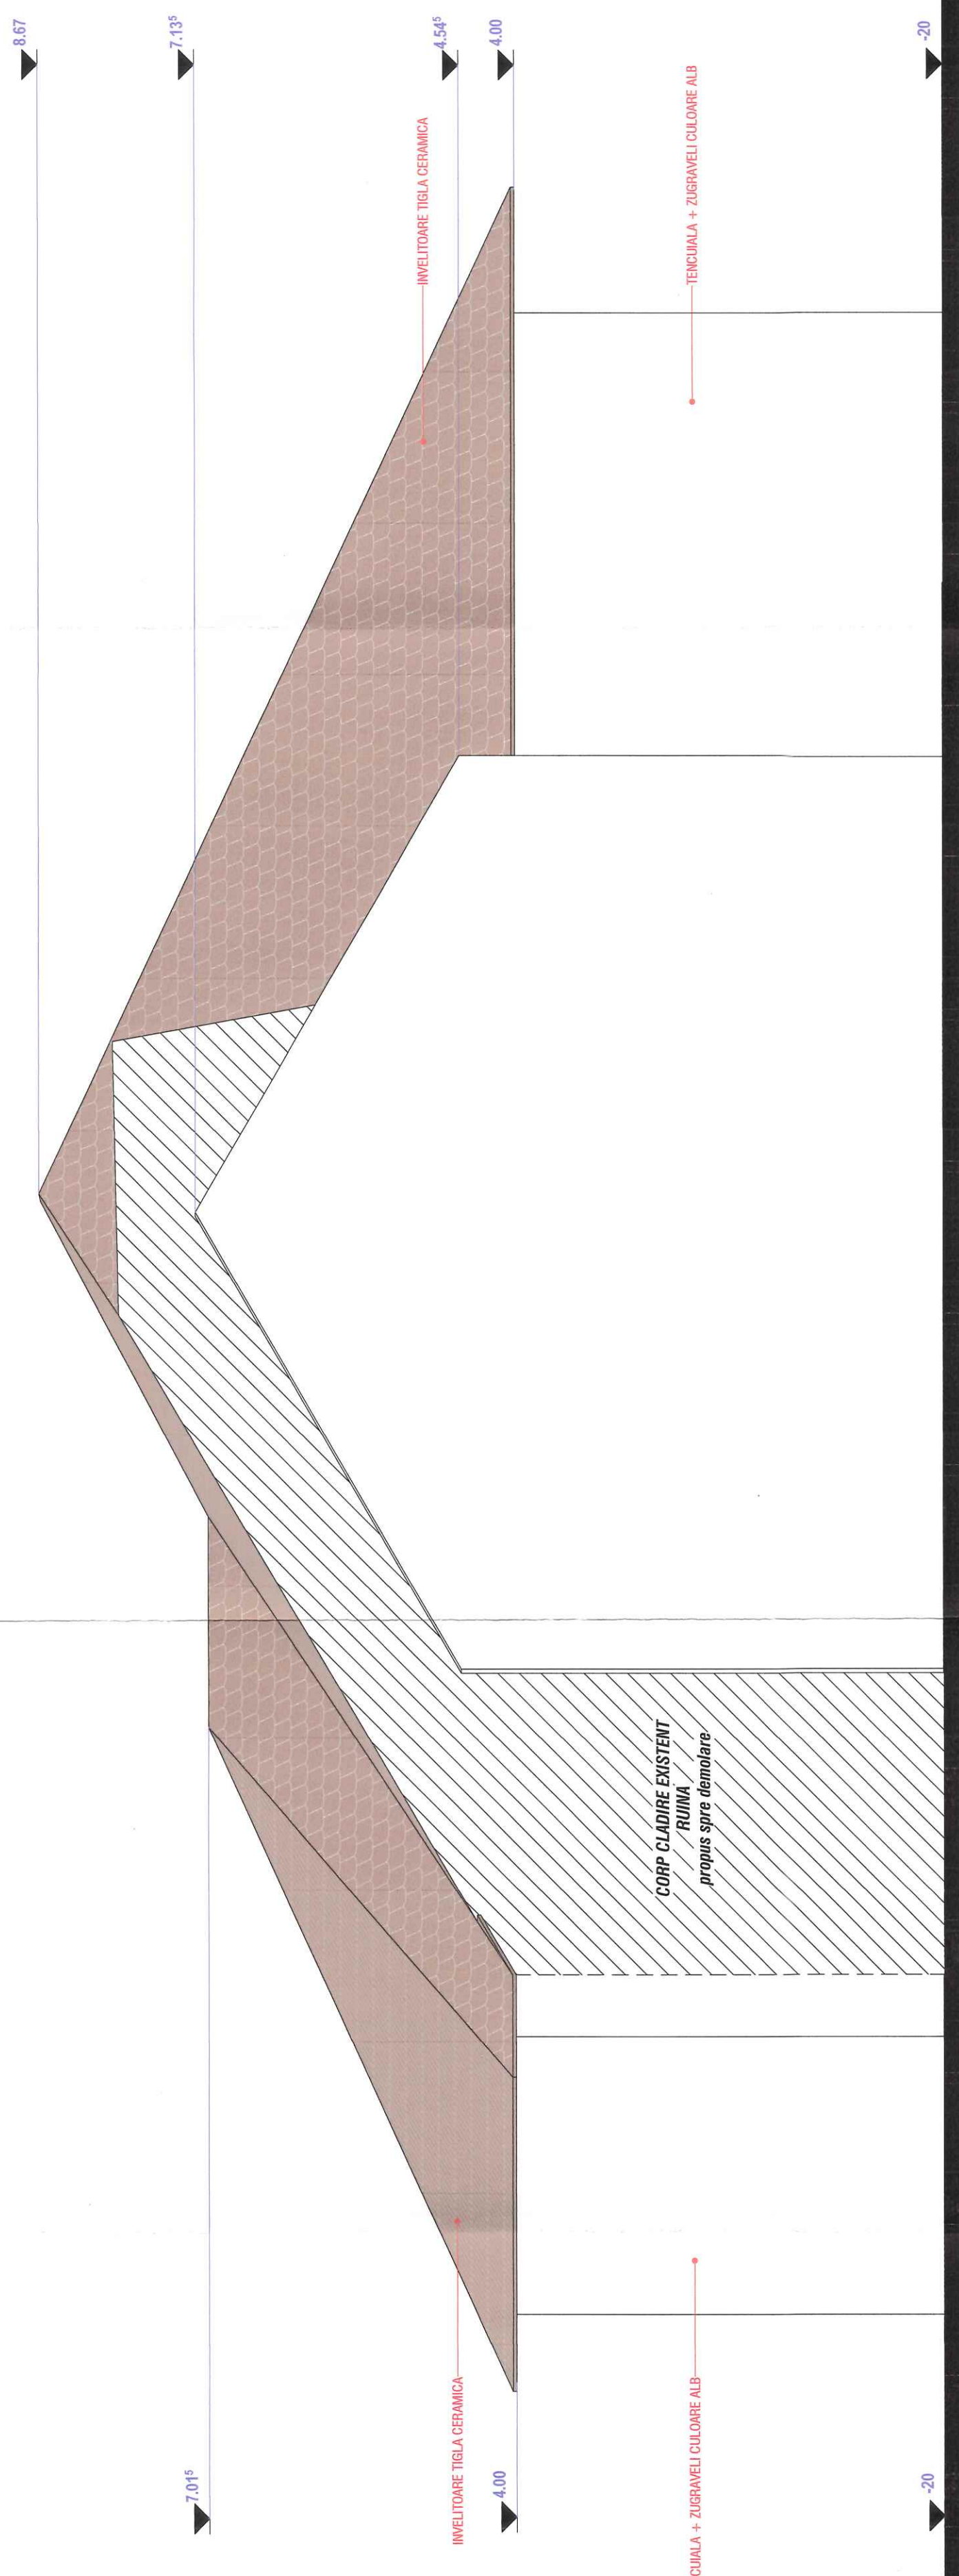 8.67
7.13⁵
4.54⁵
4.00
-20
INVELITOARE TIGLA CERAMICA
TENCUIALA + ZUGRAVELI CULOARE ALB
CORP CLADIRE EXISTENT
RUINA
propus spre demolare
7.01⁵
4.00
-20
INVELITOARE TIGLA CERAMICA
CUIALA + ZUGRAVELI CULOARE ALB